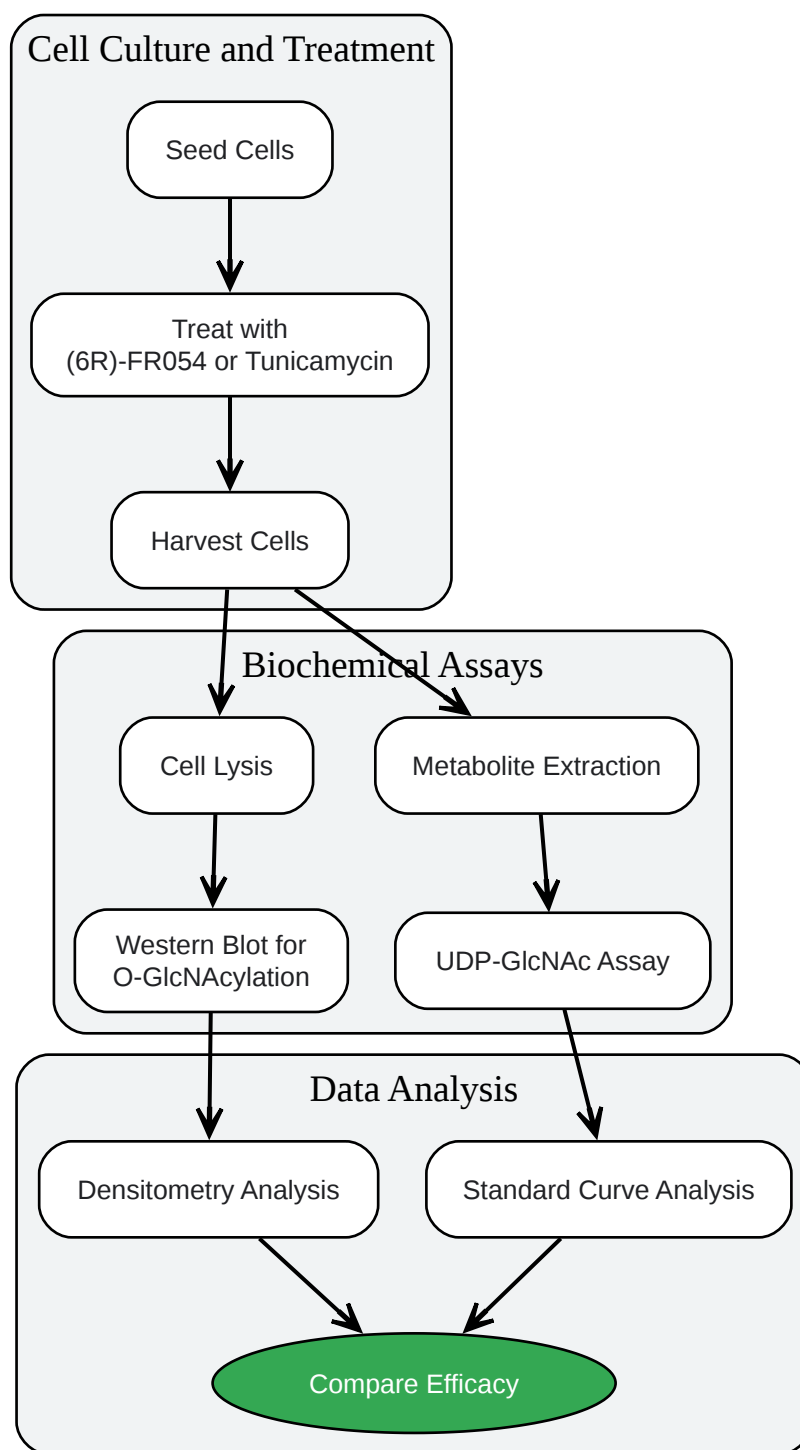 Cell Culture and Treatment
Seed Cells
Treat with
(6R)-FR054 or Tunicamycin
Harvest Cells
Biochemical Assays
Cell Lysis
Metabolite Extraction
Western Blot for
O-GlcNAcylation
UDP-GlcNAc Assay
Data Analysis
Densitometry Analysis
Standard Curve Analysis
Compare Efficacy